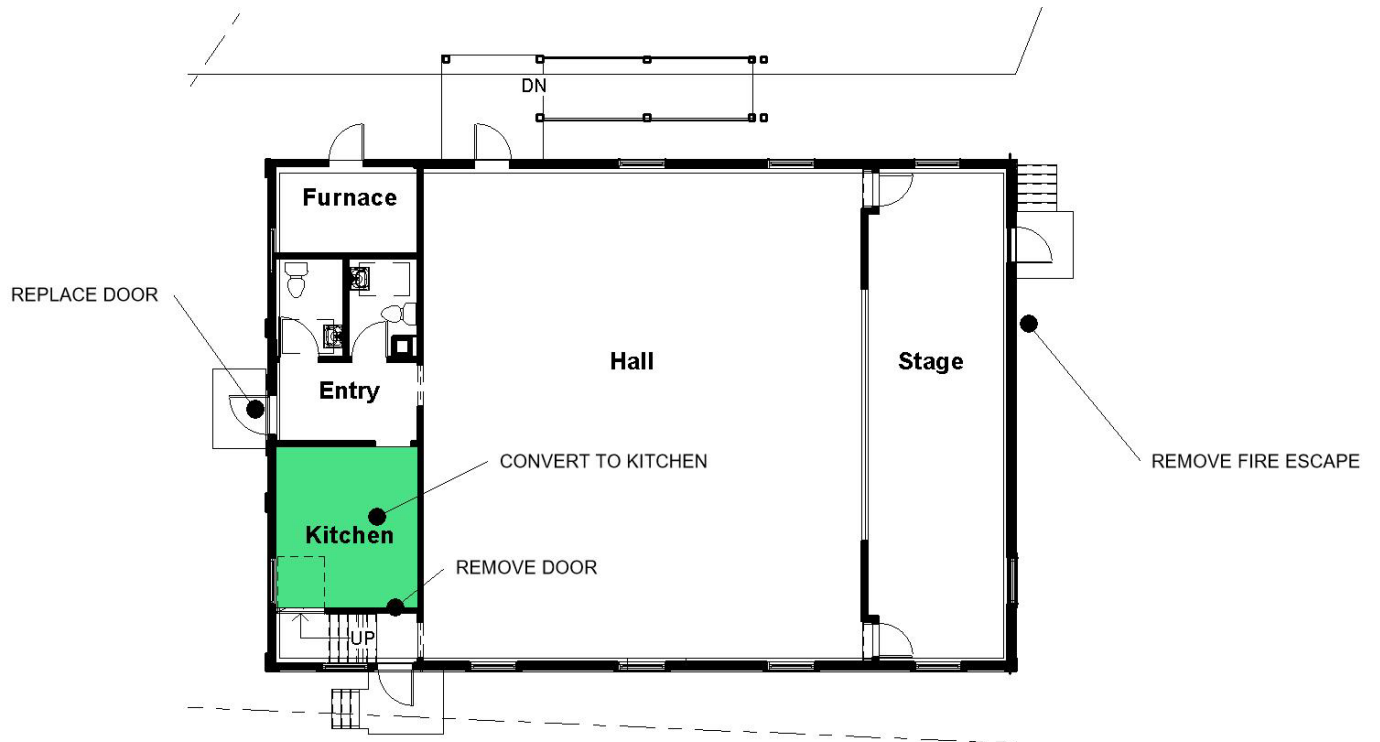 DN
Furnace
REPLACE DOOR
Hall
Stage
Entry
CONVERT TO KITCHEN
REMOVE FIRE ESCAPE
Kitchen
REMOVE DOOR
UP